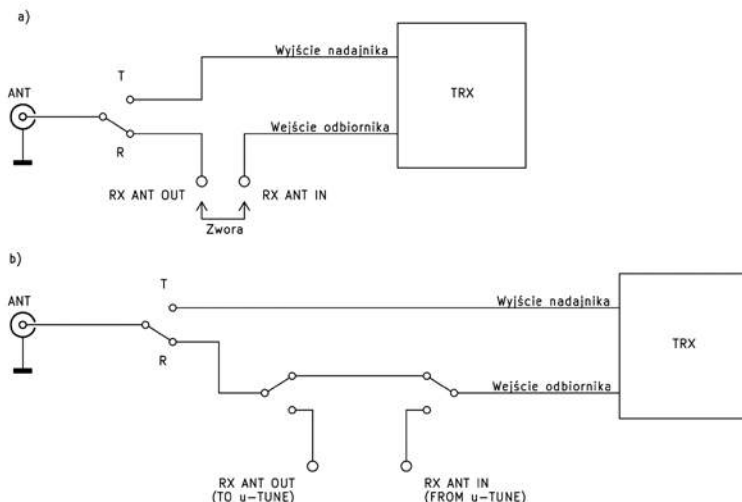 a)
Wyjście nadajnika
T
TRX
ANT
Wejście odbiornika
R
RX ANT OUT
RX ANT IN
Zwora
b)
T
ANT
Wyjście nadajnika
TRX
R
Wejście odbiornika
RX ANT OUT
(TO u-TUNE)
RX ANT IN
(FROM u-TUNE)